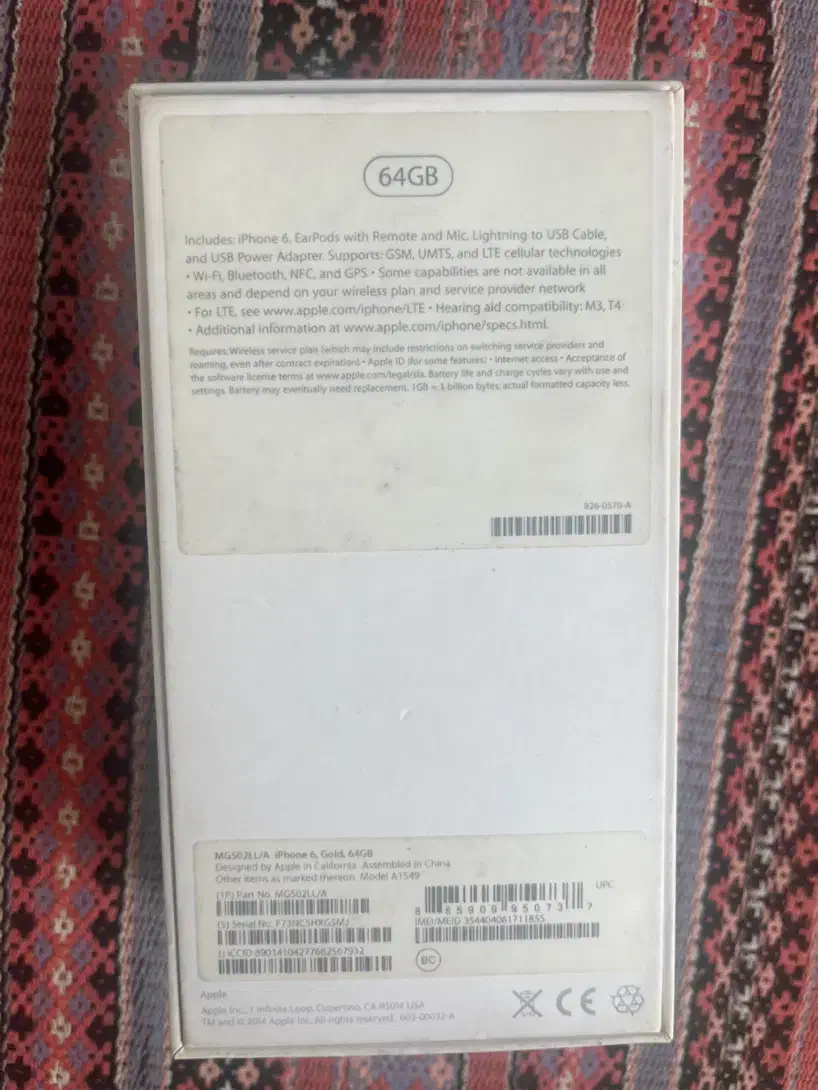 64GB
Includes: iPhone 6, EarPods with Remote and Mic, Lightning to USB Cable,
and USB Power Adapter. Supports: GSM, UMTS, and LTE cellular technologies
• Wi-Fi, Bluetooth, NFC, and GPS • Some capabilities are not available in all
areas and depend on your wireless plan and service provider network
• For LTE, see www.apple.com/iphone/LTE • Hearing aid compatibility: M3, T4
• Additional information at www.apple.com/iphone/specs.html.
Requires: Wireless service plan (which may include restrictions on switching service providers and
roaming, even after contract expiration) • Apple ID (for some features) • Internet access • Acceptance of
the software license terms at www.apple.com/legal/sla. Battery life and charge cycles vary with use and
settings. Battery may eventually need replacement. 1GB = 1 billion bytes; actual formatted capacity less.
826-0570-A
MG502LL/A iPhone 6, Gold, 64GB
Designed by Apple in California Assembled in China
Other items as marked thereon Model A1549
(1P) Part No. MG502LL/A
UPC
8 85909 95073 7
(S) Serial No.
IMEI/MEID
ICCID 89014104277682567932
BC
Apple
Apple Inc., 1 Infinite Loop, Cupertino, CA 95014 USA
TM and © 2014 Apple Inc. All rights reserved. 602-00032-A
CE